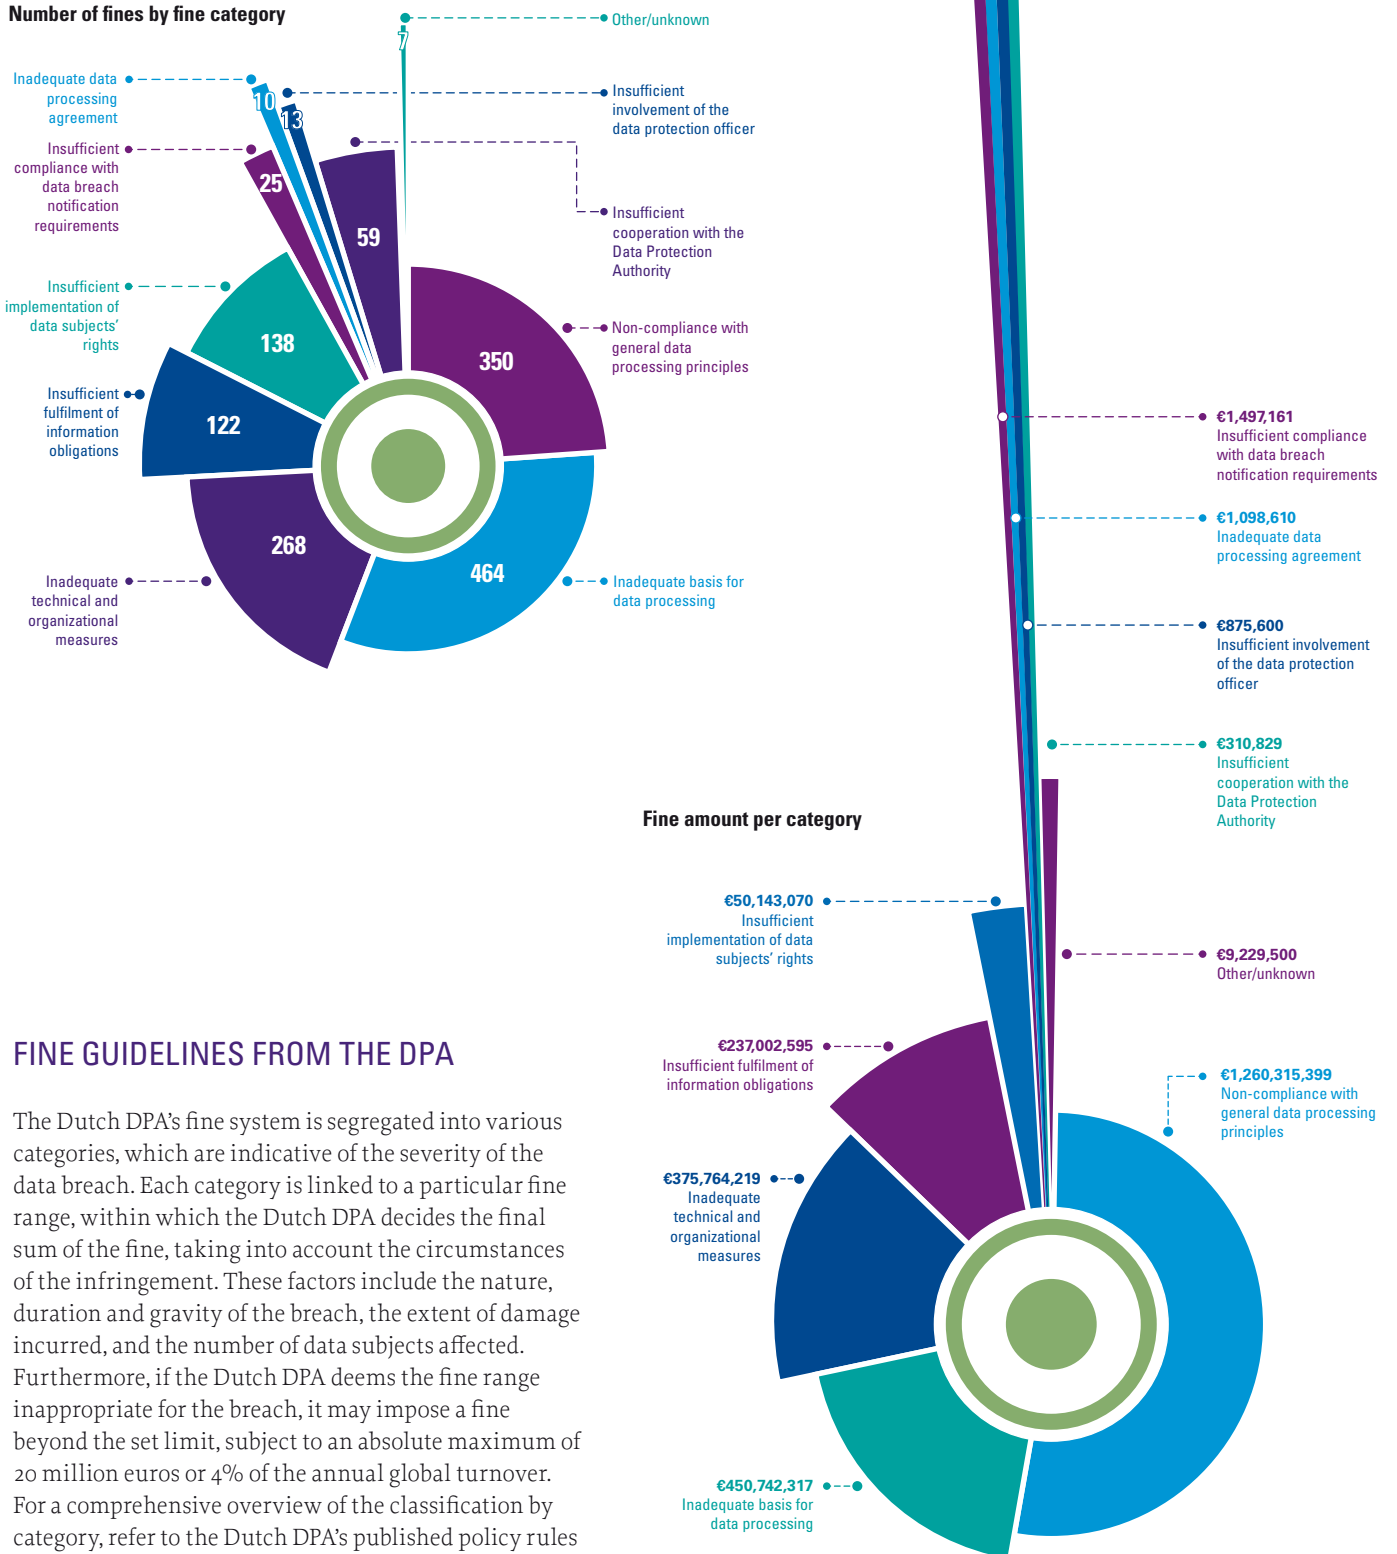 Number of fines by fine category
7
Other/unknown
Inadequate data
processing
agreement
10
13
Insufficient
involvement of the
data protection officer
Insufficient
compliance with
data breach
notification
requirements
25
59
Insufficient
cooperation with the
Data Protection
Authority
Insufficient
implementation of
data subjects'
rights
138
350
Non-compliance with
general data
processing principles
Insufficient
fulfilment of
information
obligations
122
268
464
Inadequate
technical and
organizational
measures
Inadequate basis for
data processing
€1,497,161
Insufficient compliance
with data breach
notification requirements
€1,098,610
Inadequate data
processing agreement
€875,600
Insufficient involvement
of the data protection
officer
€310,829
Insufficient
cooperation with the
Data Protection
Authority
Fine amount per category
€50,143,070
Insufficient
implementation of data
subjects' rights
€9,229,500
Other/unknown
€237,002,595
Insufficient fulfilment of
information obligations
€1,260,315,399
Non-compliance with
general data processing
principles
€375,764,219
Inadequate
technical and
organizational
measures
€450,742,317
Inadequate basis for
data processing
FINE GUIDELINES FROM THE DPA
The Dutch DPA's fine system is segregated into various
categories, which are indicative of the severity of the
data breach. Each category is linked to a particular fine
range, within which the Dutch DPA decides the final
sum of the fine, taking into account the circumstances
of the infringement. These factors include the nature,
duration and gravity of the breach, the extent of damage
incurred, and the number of data subjects affected.
Furthermore, if the Dutch DPA deems the fine range
inappropriate for the breach, it may impose a fine
beyond the set limit, subject to an absolute maximum of
20 million euros or 4% of the annual global turnover.
For a comprehensive overview of the classification by
category, refer to the Dutch DPA's published policy rules